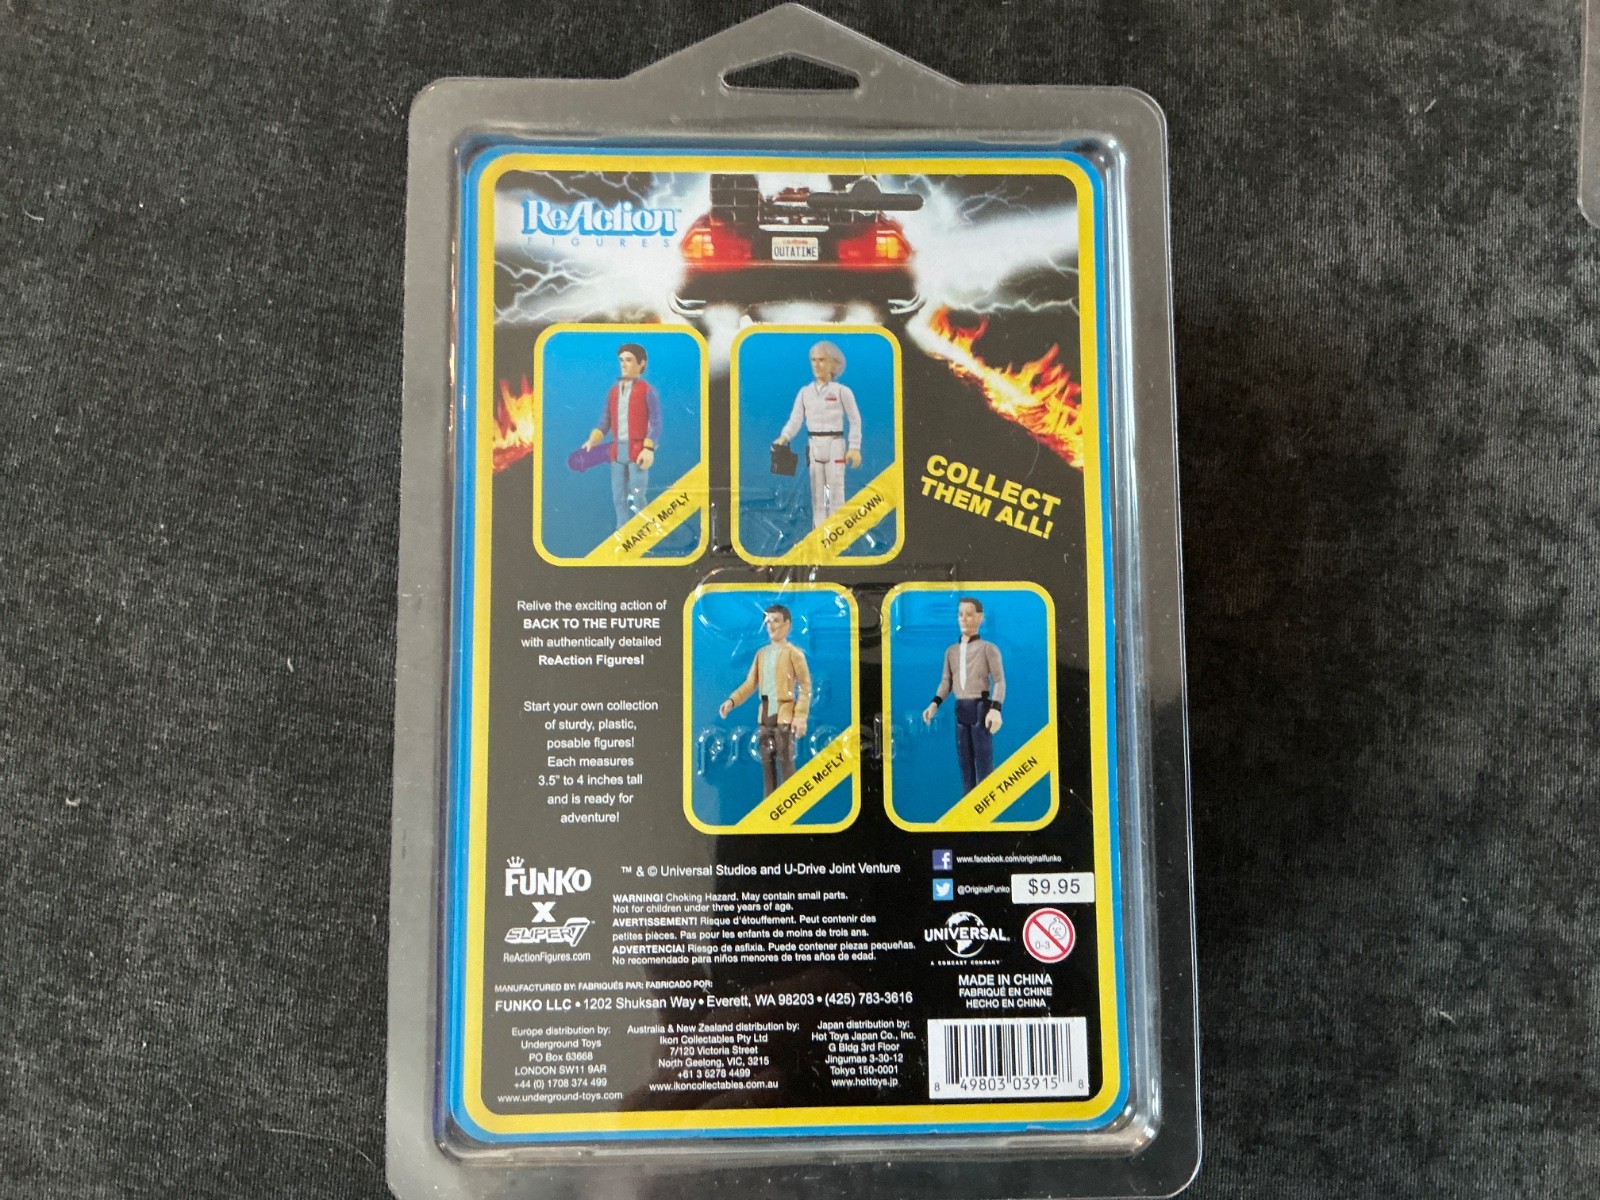 ReAction™
FIGURES
OUTATIME
MARTY McFLY
DOC BROWN
COLLECT
THEM ALL!
Relive the exciting action of
BACK TO THE FUTURE
with authentically detailed
ReAction Figures!
Start your own collection
of sturdy, plastic,
posable figures!
Each measures
3.5" to 4 inches tall
and is ready for
adventure!
GEORGE McFLY
BIFF TANNEN
FUNKO
X
SUPER7™
ReActionFigures.com
™ & © Universal Studios and U-Drive Joint Venture
WARNING! Choking Hazard. May contain small parts.
Not for children under three years of age.
AVERTISSEMENT! Risque d'étouffement. Peut contenir des
petites pièces. Pas pour les enfants de moins de trois ans.
ADVERTENCIA! Riesgo de asfixia. Puede contener piezas pequeñas.
No recomendado para niños menores de tres años de edad.
f www.facebook.com/originalfunko
@OriginalFunko
$9.95
UNIVERSAL®
A COMCAST COMPANY
0-3
MADE IN CHINA
FABRIQUÉ EN CHINE
HECHO EN CHINA
MANUFACTURED BY: FABRIQUÉS PAR: FABRICADO POR:
FUNKO LLC • 1202 Shuksan Way • Everett, WA 98203 • (425) 783-3616
Europe distribution by:
Underground Toys
PO Box 63668
LONDON SW11 9AR
+44 (0) 1708 374 499
www.underground-toys.com
Australia & New Zealand distribution by:
Ikon Collectables Pty Ltd
7/120 Victoria Street
North Geelong, VIC, 3215
+61 3 5278 4499
www.ikoncollectables.com.au
Japan distribution by:
Hot Toys Japan Co., Inc.
G Bldg 3rd Floor
Jingumae 3-30-12
Tokyo 150-0001
www.hottoys.jp
8 49803 03915 8